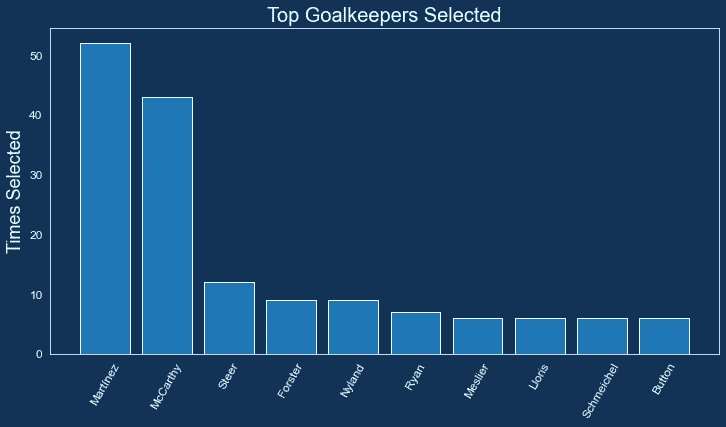 Top Goalkeepers Selected
Times Selected
50
40
30
20
10
0
Martínez
McCarthy
Steer
Forster
Nyland
Ryan
Meslier
Lloris
Schmeichel
Button